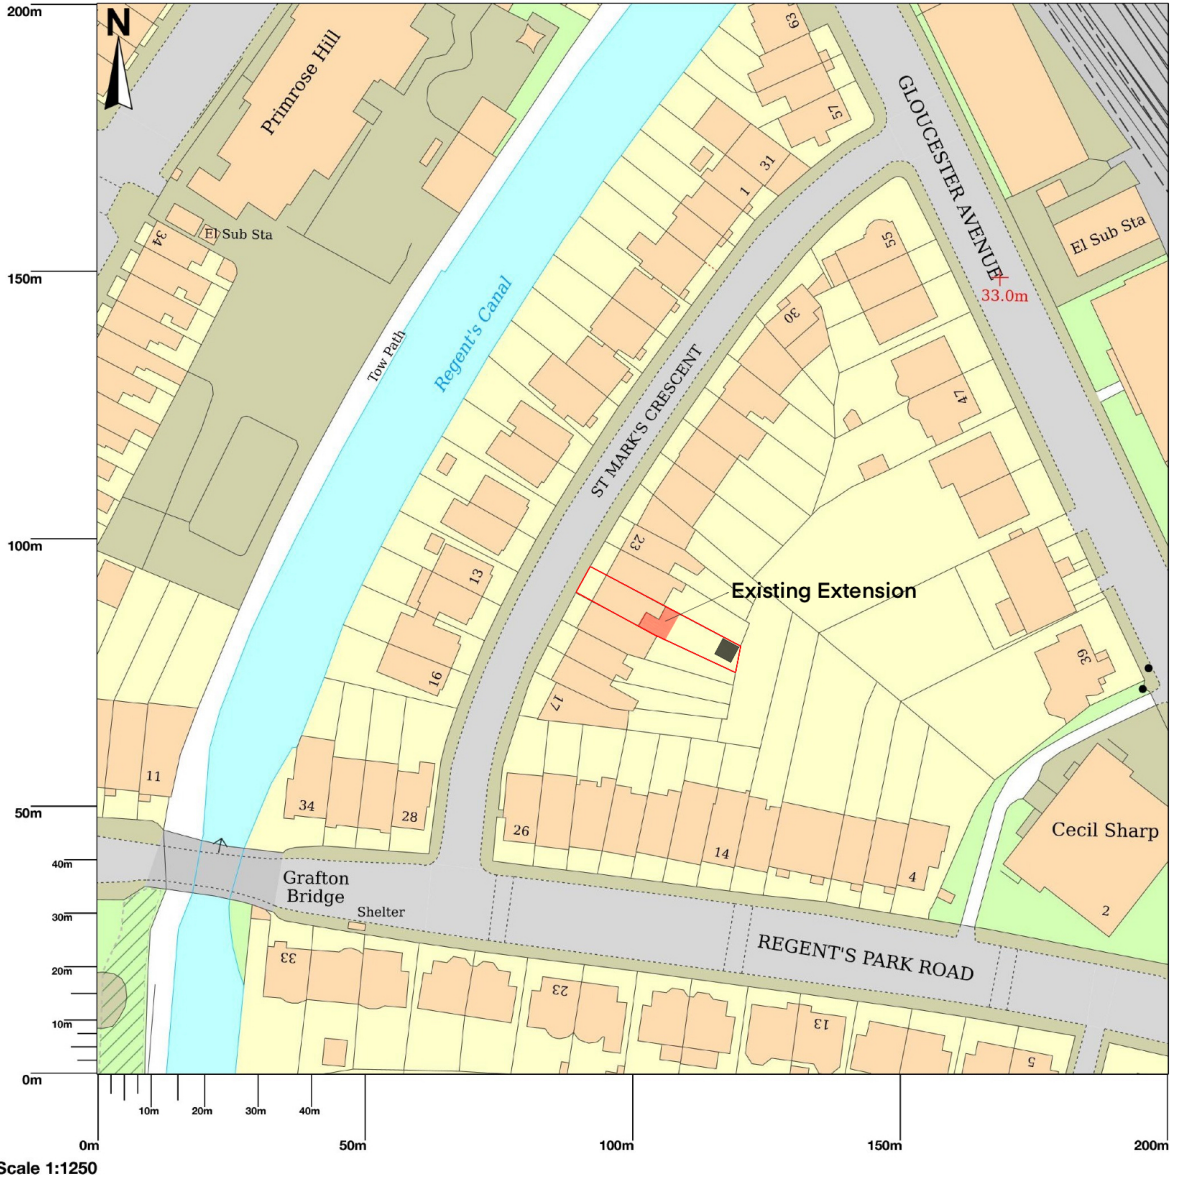 200m
N
Primrose Hill
63
57
GLOUCESTER AVENUE
31
1
El Sub Sta
34
El Sub Sta
55
150m
33.0m
30
Regent's Canal
Tow Path
ST MARK'S CRESCENT
47
100m
23
13
Existing Extension
16
39
17
11
34
28
26
14
4
50m
Cecil Sharp
2
40m
Grafton
Bridge
Shelter
30m
REGENT'S PARK ROAD
33
20m
23
10m
13
5
0m
10m
20m
30m
40m
0m
50m
100m
150m
200m
Scale 1:1250